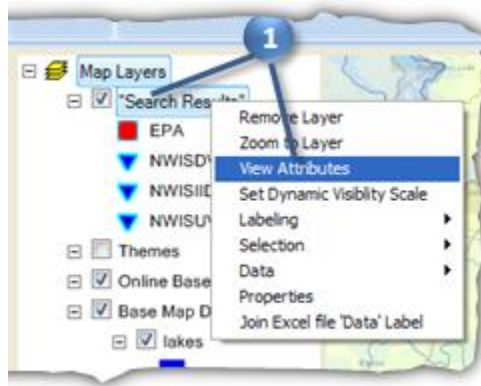 1
Map Layers
"Search Results"
EPA
NWISD
NWISIID
NWISUV
Themes
Online Base
Base Map D
lakes
Remove Layer
Zoom to Layer
View Attributes
Set Dynamic Visiblity Scale
Labeling
Selection
Data
Properties
Join Excel file 'Data' Label